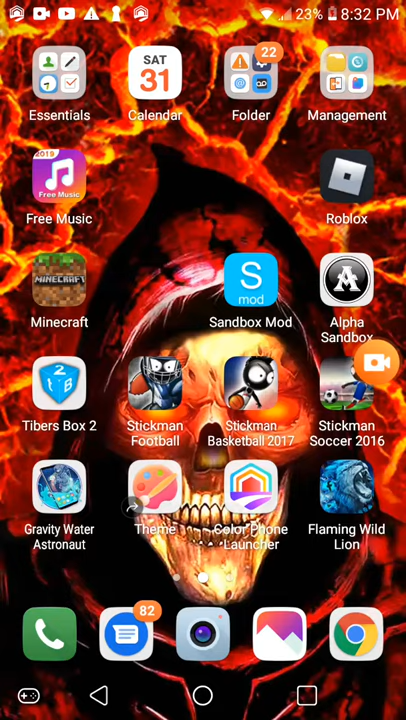 23% 8:32 PM
22
SAT
31
Essentials
Calendar
Folder
Management
2019
Free Music
Free Music
Roblox
MINECRAFT
S
mod
A
Minecraft
Sandbox Mod
Alpha
Sandbox
2
T B
Tibers Box 2
Stickman
Football
Stickman
Basketball 2017
Stickman
Soccer 2016
Gravity Water
Astronaut
Theme
Color Phone
Launcher
Flaming Wild
Lion
82